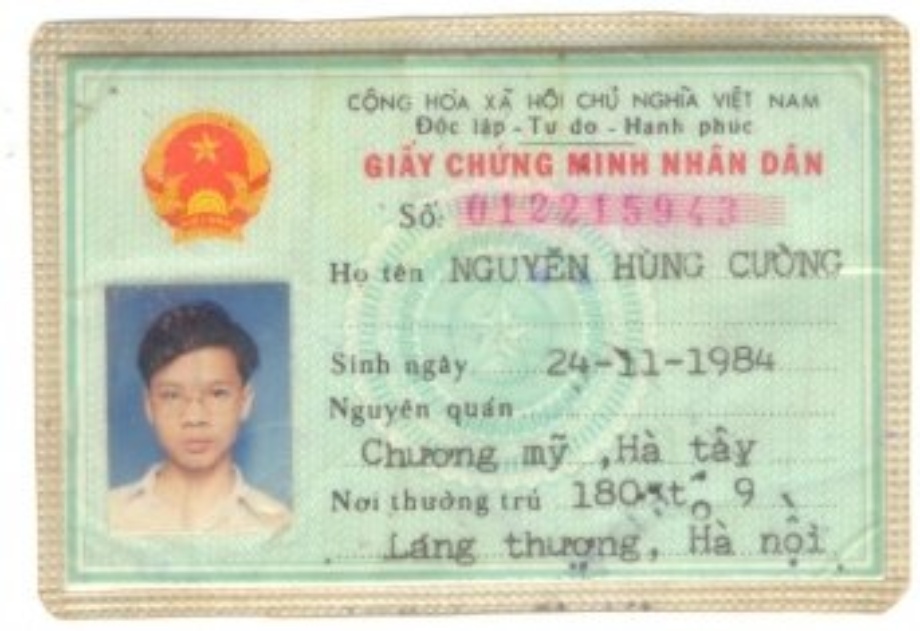 CỘNG HÒA XÃ HỘI CHỦ NGHĨA VIỆT NAM
Độc lập - Tự do - Hạnh phúc
GIẤY CHỨNG MINH NHÂN DÂN
Số: 012215943
Họ tên NGUYỄN HÙNG CƯỜNG
Sinh ngày 24-11-1984
Nguyên quán
Chương mỹ ,Hà tây
Nơi thường trú 180 tổ 9
Láng thượng, Hà nội